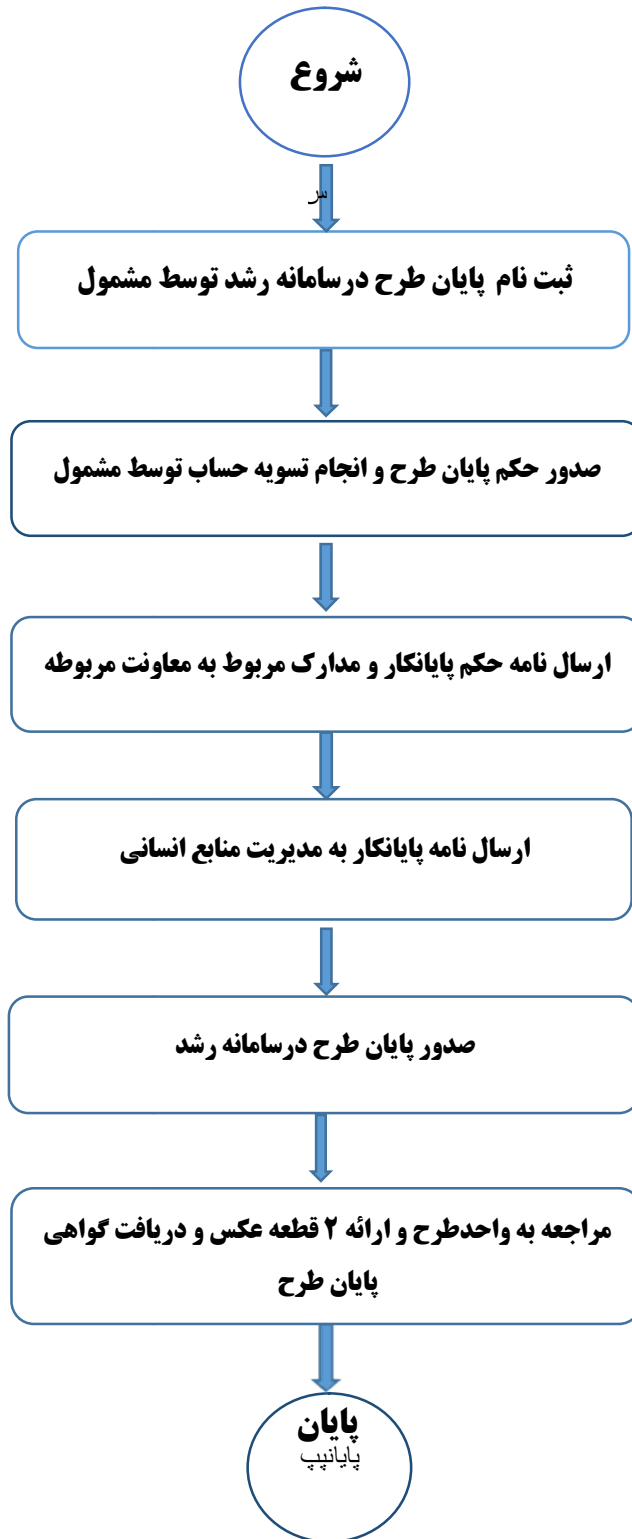 شروع
سر
ثبت نام پایان طرح درسامانه رشد توسط مشمول
صدور حکم پایان طرح و انجام تسویه حساب توسط مشمول
ارسال نامه حکم پایانکار و مدارک مربوط به معاونت مربوطه
ارسال نامه پایانکار به مدیریت منابع انسانی
صدور پایان طرح درسامانه رشد
مراجعه به واحدطرح و ارائه ۲ قطعه عکس و دریافت گواهی
پایان طرح
پایان
پایانپپ